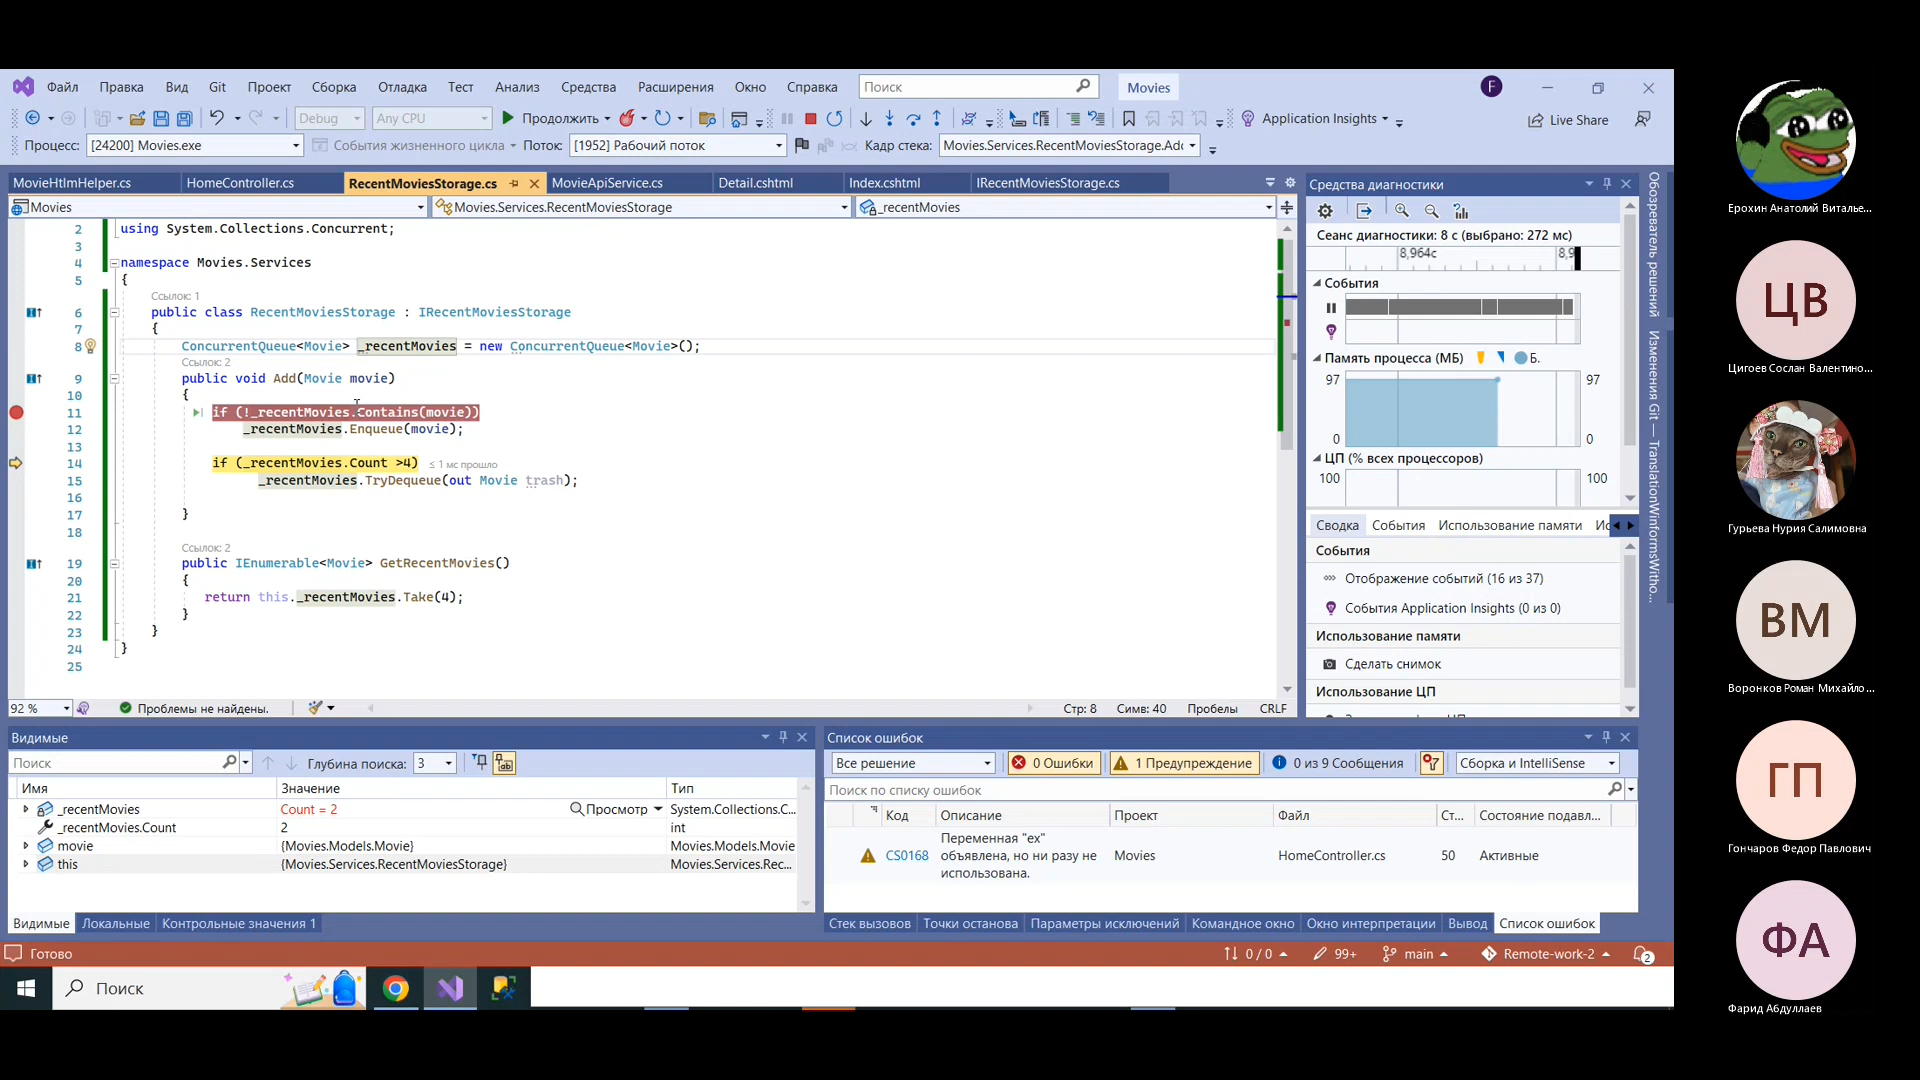 Файл Правка Вид Git Проект Сборка Отладка Тест Анализ Средства Расширения Окно Справка Поиск Movies F
Debug Any CPU Продолжить Application Insights Live Share
Процесс: [24200] Movies.exe События жизненного цикла Поток: [1952] Рабочий поток Кадр стека: Movies.Services.RecentMoviesStorage.Adc
MovieHtlmHelper.cs HomeController.cs RecentMoviesStorage.cs MovieApiService.cs Detail.cshtml Index.cshtml IRecentMoviesStorage.cs
Movies Movies.Services.RecentMoviesStorage _recentMovies
2 using System.Collections.Concurrent;
3
4 namespace Movies.Services
5 {
Ссылок: 1
6 public class RecentMoviesStorage : IRecentMoviesStorage
7 {
8 ConcurrentQueue<Movie> _recentMovies = new ConcurrentQueue<Movie>();
Ссылок: 2
9 public void Add(Movie movie)
10 {
11 if (!_recentMovies.Contains(movie))
12 _recentMovies.Enqueue(movie);
13
14 if (_recentMovies.Count >4) ≤ 1 мс прошло
15 _recentMovies.TryDequeue(out Movie trash);
16
17 }
18
Ссылок: 2
19 public IEnumerable<Movie> GetRecentMovies()
20 {
21 return this._recentMovies.Take(4);
22 }
23 }
24 }
25
92 % Проблемы не найдены. Стр: 8 Симв: 40 Пробелы CRLF
Средства диагностики
Сеанс диагностики: 8 с (выбрано: 272 мс)
8,964с 8,9
События
Память процесса (МБ) Б.
97 97
0 0
ЦП (% всех процессоров)
100 100
Сводка События Использование памяти Ис
События
Отображение событий (16 из 37)
События Application Insights (0 из 0)
Использование памяти
Сделать снимок
Использование ЦП
Обозреватель решений
Изменения Git — TranslationWinformsWitho...
Видимые
Поиск Глубина поиска: 3
Имя Значение Тип
_recentMovies Count = 2 Просмотр System.Collections.C...
_recentMovies.Count 2 int
movie {Movies.Models.Movie} Movies.Models.Movie
this {Movies.Services.RecentMoviesStorage} Movies.Services.Rec...
Видимые Локальные Контрольные значения 1
Список ошибок
Все решение 0 Ошибки 1 Предупреждение 0 из 9 Сообщения Сборка и IntelliSense
Поиск по списку ошибок
Код Описание Проект Файл Ст... Состояние подавл...
CS0168 Переменная "ex" объявлена, но ни разу не использована. Movies HomeController.cs 50 Активные
Стек вызовов Точки останова Параметры исключений Командное окно Окно интерпретации Вывод Список ошибок
Готово 0 / 0 99+ main Remote-work-2 2
Поиск
Ерохин Анатолий Виталье...
ЦВ
Цигоев Сослан Валентино...
Гурьева Нурия Салимовна
ВМ
Воронков Роман Михайло...
ГП
Гончаров Федор Павлович
ФА
Фарид Абдуллаев